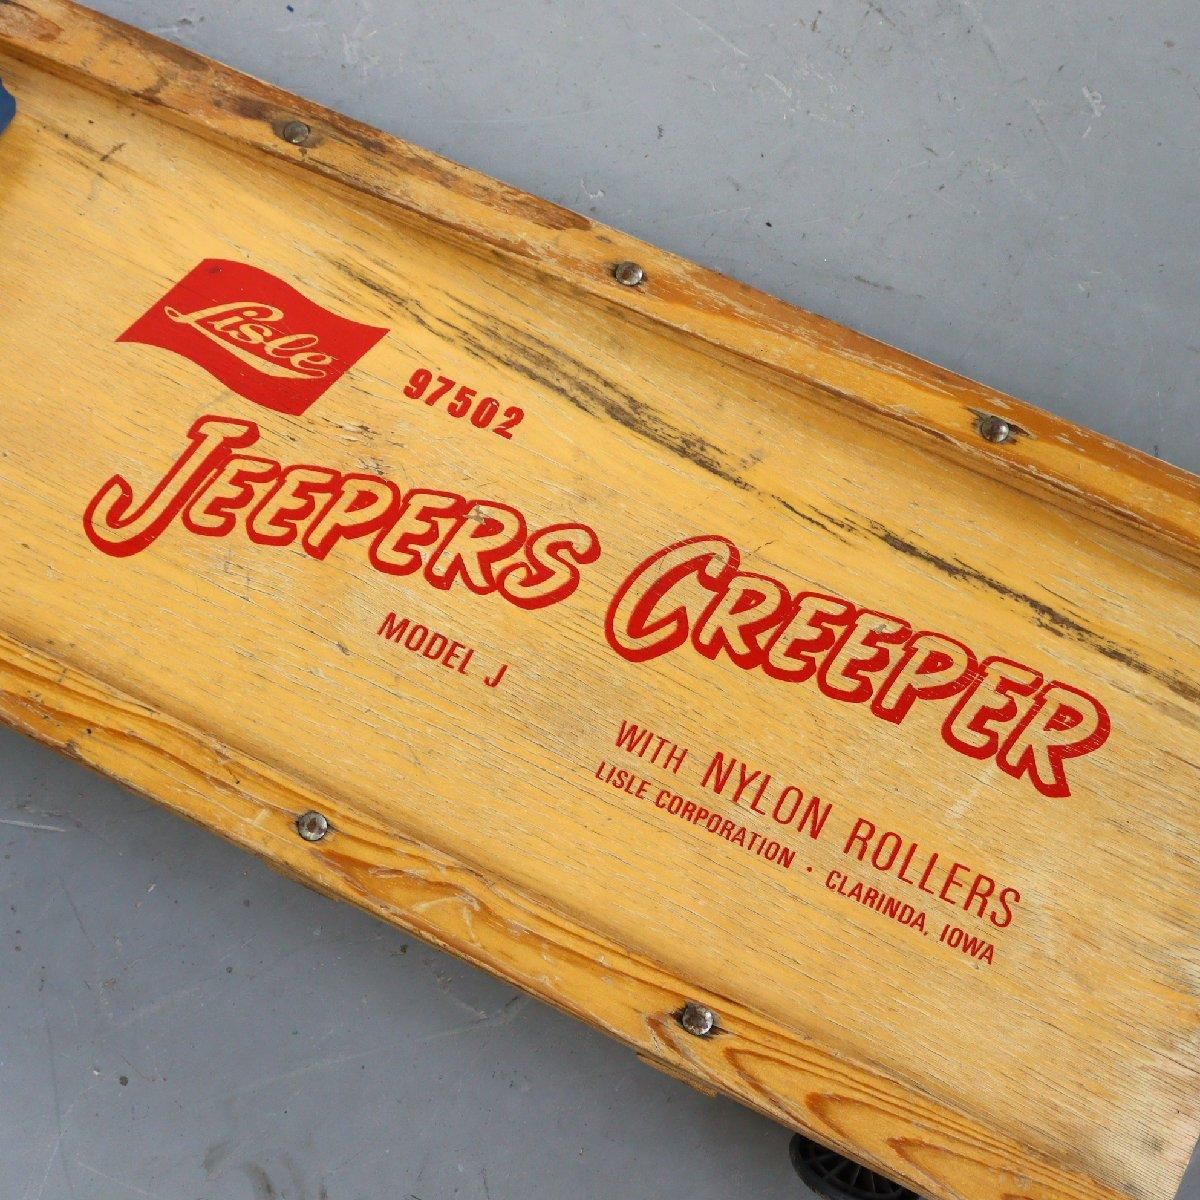 Lisle
97502
JEEPERS CREEPER
MODEL J
WITH NYLON ROLLERS
LISLE CORPORATION · CLARINDA, IOWA